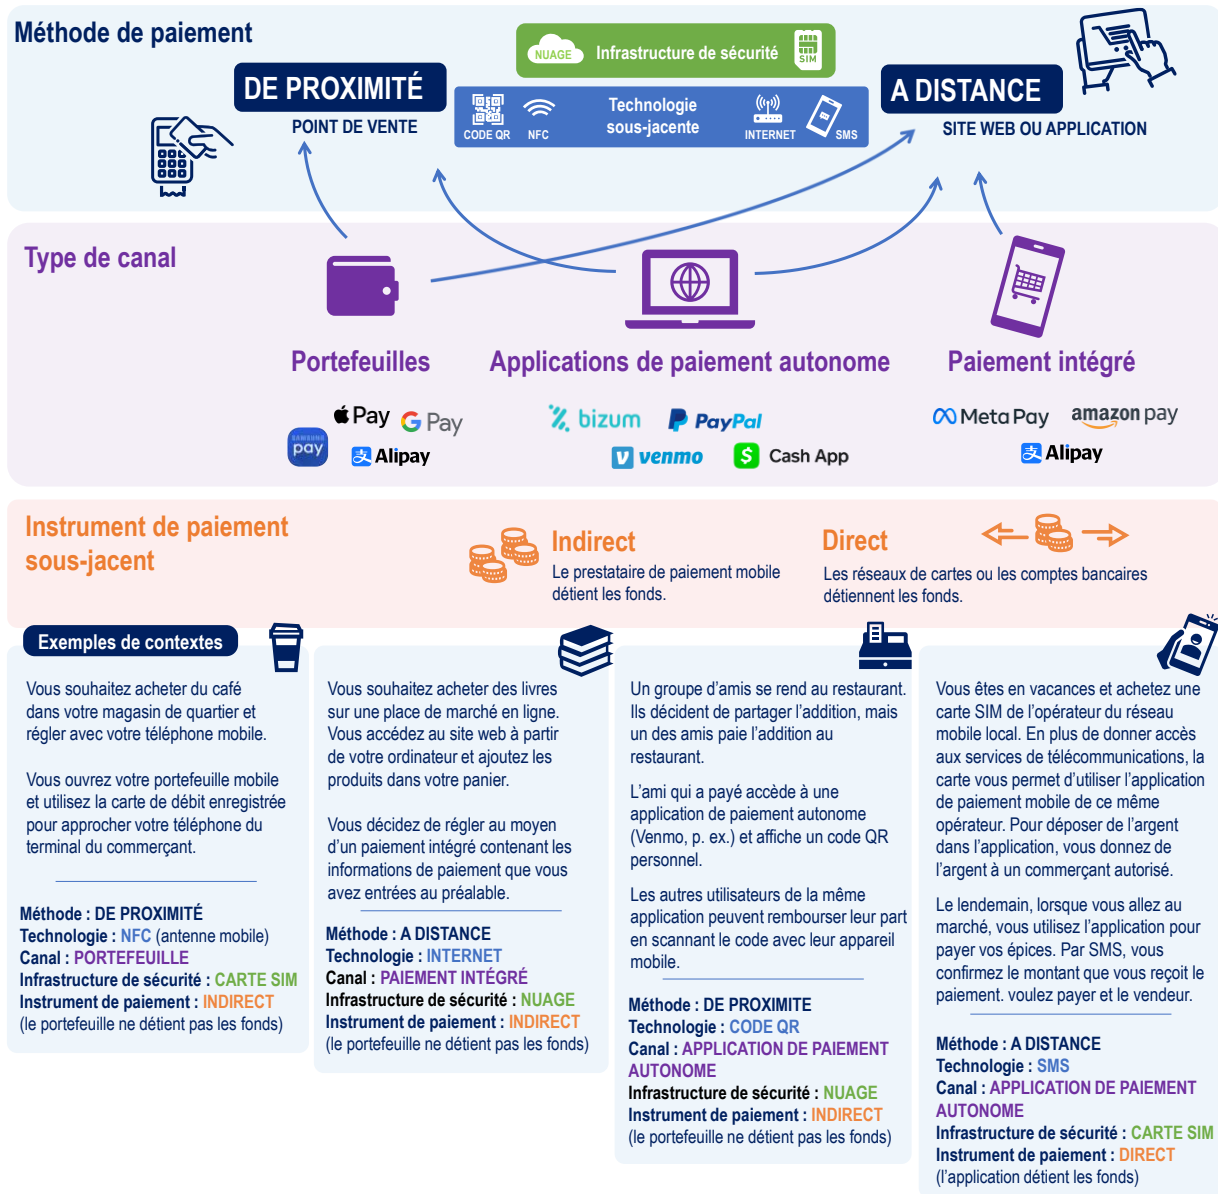 Méthode de paiement
NUAGE
Infrastructure de sécurité
SIM
DE PROXIMITÉ
POINT DE VENTE
CODE QR
NFC
Technologie
sous-jacente
INTERNET
SMS
A DISTANCE
SITE WEB OU APPLICATION
Type de canal
Portefeuilles
Applications de paiement autonome
Paiement intégré
Pay
G Pay
SAMSUNG
pay
支 Alipay
bizum
PayPal
venmo
Cash App
Meta Pay
amazon pay
支 Alipay
Instrument de paiement
sous-jacent
Indirect
Le prestataire de paiement mobile
détient les fonds.
Direct
Les réseaux de cartes ou les comptes bancaires
détiennent les fonds.
Exemples de contextes
Vous souhaitez acheter du café
dans votre magasin de quartier et
régler avec votre téléphone mobile.
Vous ouvrez votre portefeuille mobile
et utilisez la carte de débit enregistrée
pour approcher votre téléphone du
terminal du commerçant.
Méthode : DE PROXIMITÉ
Technologie : NFC (antenne mobile)
Canal : PORTEFEUILLE
Infrastructure de sécurité : CARTE SIM
Instrument de paiement : INDIRECT
(le portefeuille ne détient pas les fonds)
Vous souhaitez acheter des livres
sur une place de marché en ligne.
Vous accédez au site web à partir
de votre ordinateur et ajoutez les
produits dans votre panier.
Vous décidez de régler au moyen
d'un paiement intégré contenant les
informations de paiement que vous
avez entrées au préalable.
Méthode : A DISTANCE
Technologie : INTERNET
Canal : PAIEMENT INTÉGRÉ
Infrastructure de sécurité : NUAGE
Instrument de paiement : INDIRECT
(le portefeuille ne détient pas les fonds)
Un groupe d'amis se rend au restaurant.
Ils décident de partager l'addition, mais
un des amis paie l'addition au
restaurant.
L'ami qui a payé accède à une
application de paiement autonome
(Venmo, p. ex.) et affiche un code QR
personnel.
Les autres utilisateurs de la même
application peuvent rembourser leur part
en scannant le code avec leur appareil
mobile.
Méthode : DE PROXIMITE
Technologie : CODE QR
Canal : APPLICATION DE PAIEMENT
AUTONOME
Infrastructure de sécurité : NUAGE
Instrument de paiement : INDIRECT
(le portefeuille ne détient pas les fonds)
Vous êtes en vacances et achetez une
carte SIM de l'opérateur du réseau
mobile local. En plus de donner accès
aux services de télécommunications, la
carte vous permet d'utiliser l'application
de paiement mobile de ce même
opérateur. Pour déposer de l'argent
dans l'application, vous donnez de
l'argent à un commerçant autorisé.
Le lendemain, lorsque vous allez au
marché, vous utilisez l'application pour
payer vos épices. Par SMS, vous
confirmez le montant que vous reçoit le
paiement. voulez payer et le vendeur.
Méthode : A DISTANCE
Technologie : SMS
Canal : APPLICATION DE PAIEMENT
AUTONOME
Infrastructure de sécurité : CARTE SIM
Instrument de paiement : DIRECT
(l'application détient les fonds)